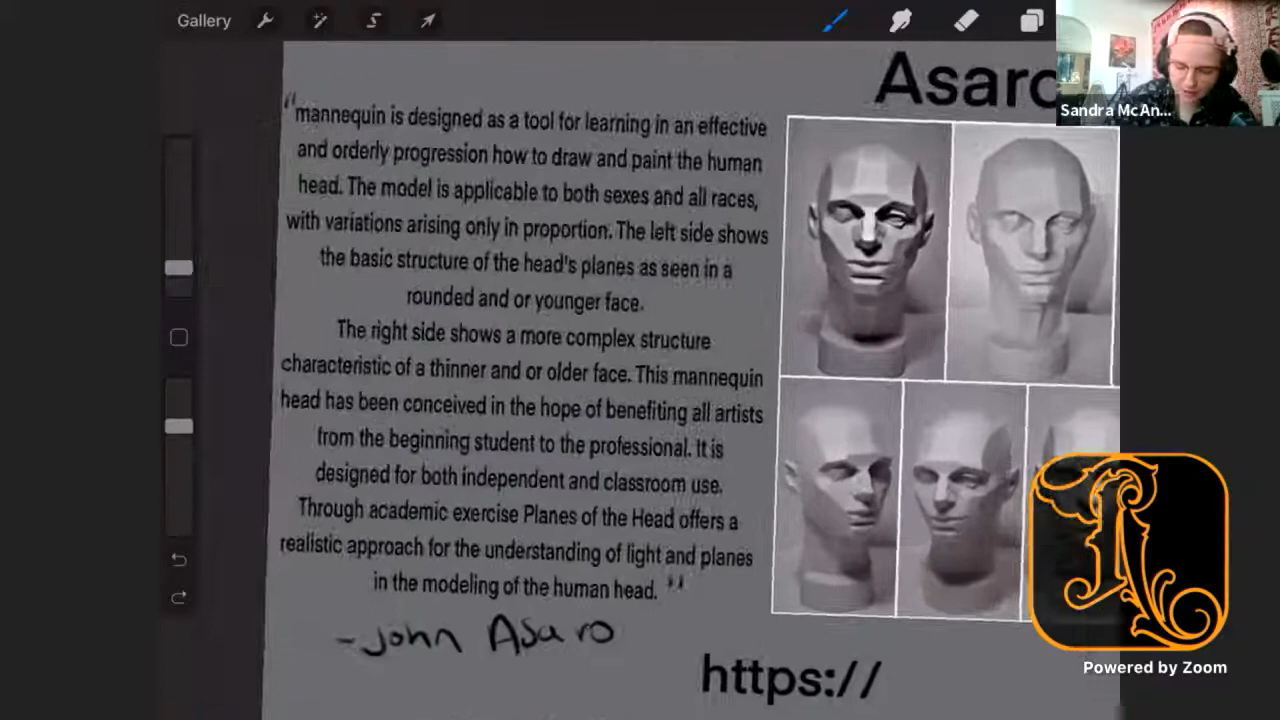 Gallery
Asaro
Sandra McAn...
“mannequin is designed as a tool for learning in an effective
and orderly progression how to draw and paint the human
head. The model is applicable to both sexes and all races,
with variations arising only in proportion. The left side shows
the basic structure of the head's planes as seen in a
rounded and or younger face.
The right side shows a more complex structure
characteristic of a thinner and or older face. This mannequin
head has been conceived in the hope of benefiting all artists
from the beginning student to the professional. It is
designed for both independent and classroom use.
Through academic exercise Planes of the Head offers a
realistic approach for the understanding of light and planes
in the modeling of the human head. ”
-John Asaro
https://
Powered by Zoom